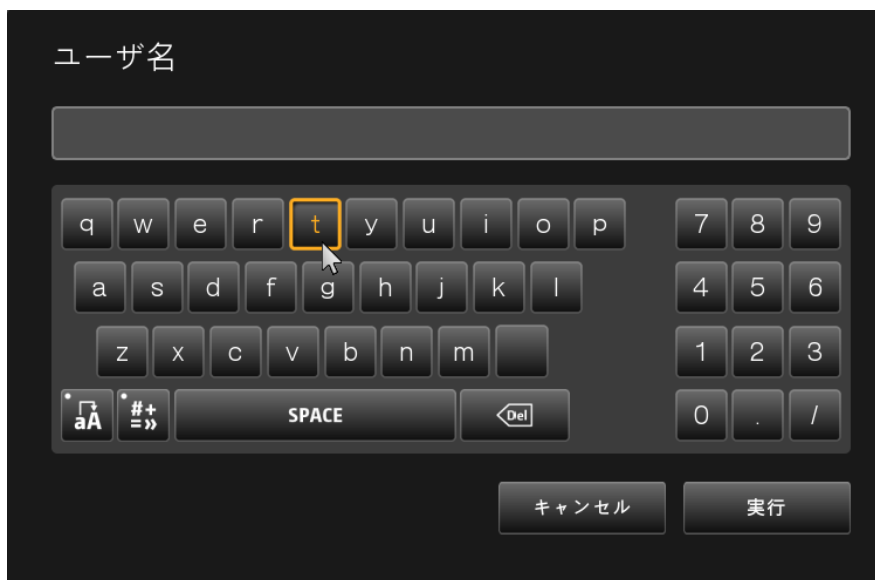 ユーザ名
q w e r t y u i o p 7 8 9
a s d f g h j k l 4 5 6
z x c v b n m 1 2 3
aA #+=» SPACE Del 0 . /
キャンセル 実行